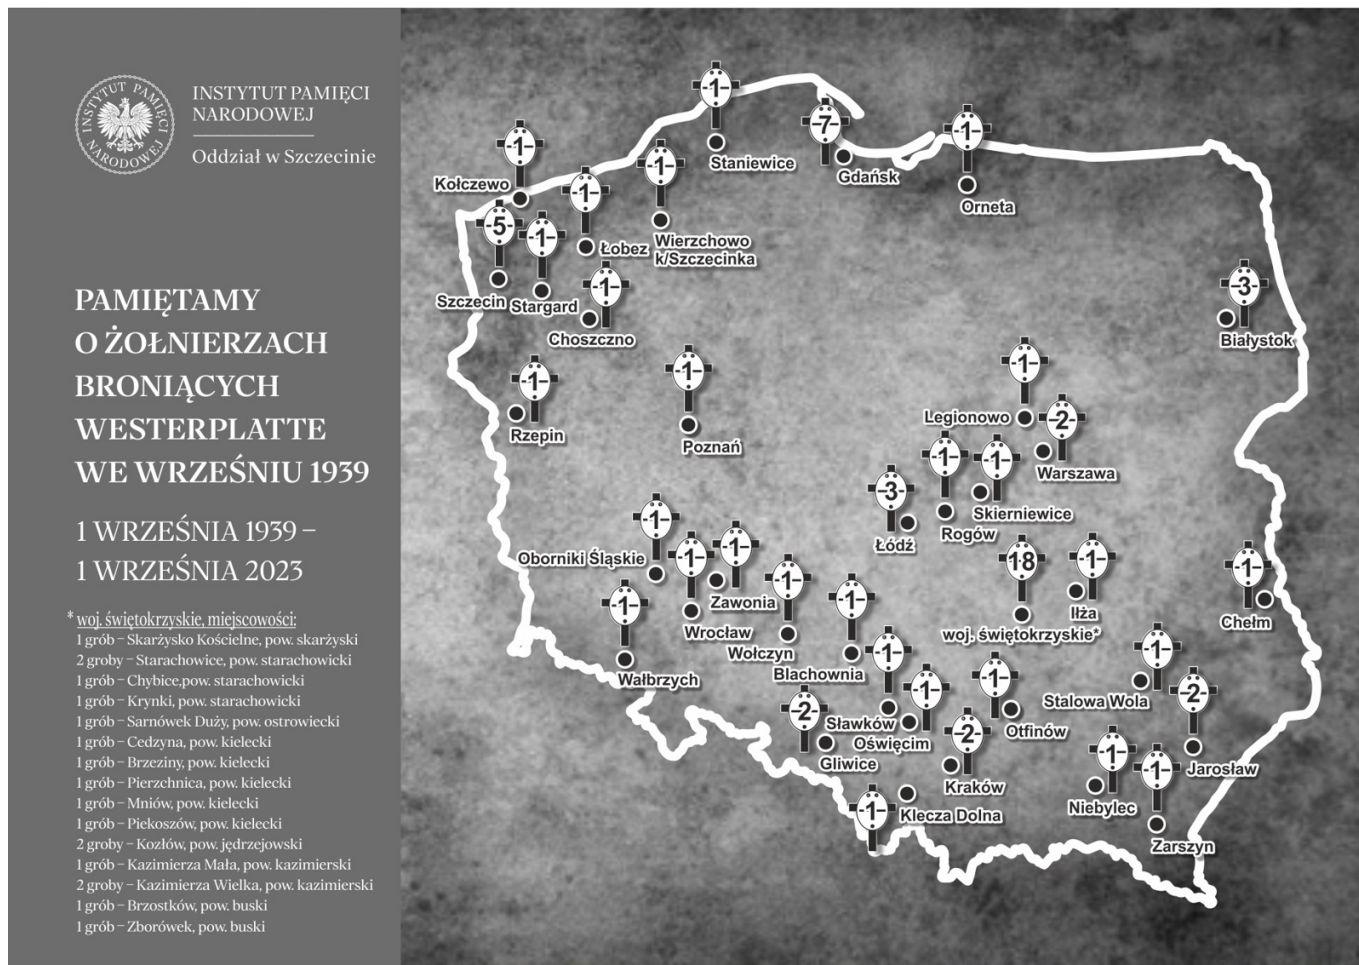 INSTYTUT PAMIĘCI NARODOWEJ
INSTYTUT PAMIĘCI
NARODOWEJ
Oddział w Szczecinie
PAMIĘTAMY
O ŻOŁNIERZACH
BRONIĄCYCH
WESTERPLATTE
WE WRZEŚNIU 1939
1 WRZEŚNIA 1939 –
1 WRZEŚNIA 2023
* woj. świętokrzyskie, miejscowości:
1 grób – Skarżysko Kościelne, pow. skarżyski
2 groby – Starachowice, pow. starachowicki
1 grób – Chybice,pow. starachowicki
1 grób – Krynki, pow. starachowicki
1 grób – Sarnówek Duży, pow. ostrowiecki
1 grób – Cedzyna, pow. kielecki
1 grób – Brzeziny, pow. kielecki
1 grób – Pierzchnica, pow. kielecki
1 grób – Mniów, pow. kielecki
1 grób – Piekoszów, pow. kielecki
2 groby – Kozłów, pow. jędrzejowski
1 grób – Kazimierza Mała, pow. kazimierski
2 groby – Kazimierza Wielka, pow. kazimierski
1 grób – Brzostków, pow. buski
1 grób – Zborówek, pow. buski
-1-
Staniewice
-7-
Gdańsk
-1-
Orneta
-1-
Kołczewo
-1-
Łobez
-1-
Wierzchowo
k/Szczecinka
-5-
Szczecin
-1-
Stargard
-1-
Choszczno
-3-
Białystok
-1-
Rzepin
-1-
Poznań
-1-
Legionowo
-2-
Warszawa
-3-
Łódź
-1-
Rogów
-1-
Skierniewice
-1-
Oborniki Śląskie
-1-
Wrocław
-1-
Zawonia
-1-
Wołczyn
-1-
Blachownia
18
woj. świętokrzyskie*
-1-
Iłża
-1-
Chełm
-1-
Wałbrzych
-1-
Sławków
-1-
Oświęcim
-1-
Otfinów
-1-
Stalowa Wola
-2-
Jarosław
-2-
Gliwice
-2-
Kraków
-1-
Niebylec
-1-
Zarszyn
-1-
Klecza Dolna